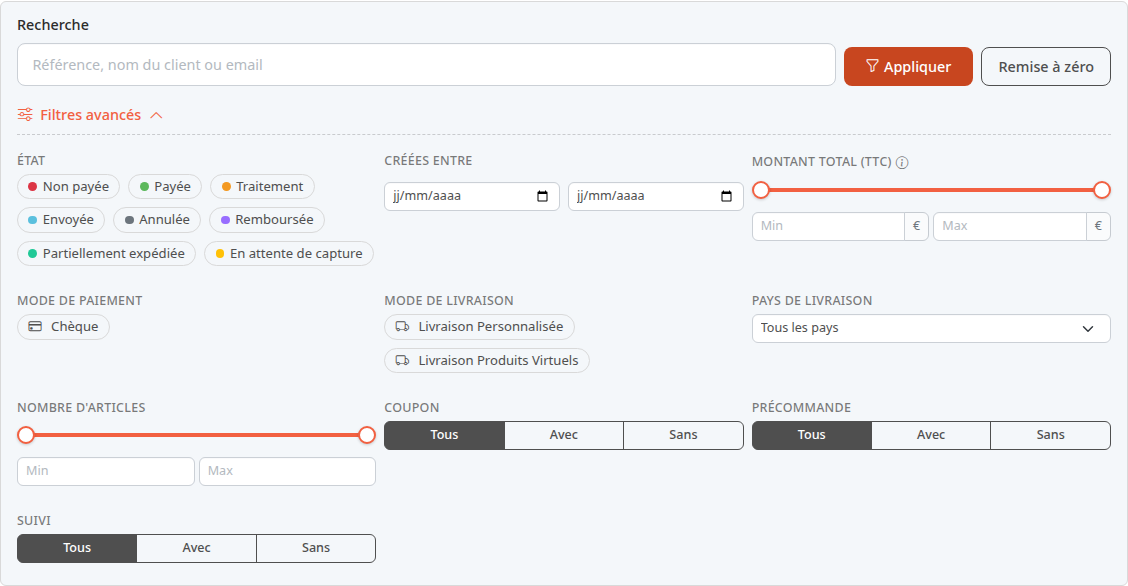 Recherche
Référence, nom du client ou email
Appliquer
Remise à zéro
Filtres avancés
ÉTAT
Non payée
Payée
Traitement
Envoyée
Annulée
Remboursée
Partiellement expédiée
En attente de capture
CRÉÉES ENTRE
jj/mm/aaaa
jj/mm/aaaa
MONTANT TOTAL (TTC)
Min €
Max €
MODE DE PAIEMENT
Chèque
MODE DE LIVRAISON
Livraison Personnalisée
Livraison Produits Virtuels
PAYS DE LIVRAISON
Tous les pays
NOMBRE D'ARTICLES
Min
Max
COUPON
Tous
Avec
Sans
PRÉCOMMANDE
Tous
Avec
Sans
SUIVI
Tous
Avec
Sans